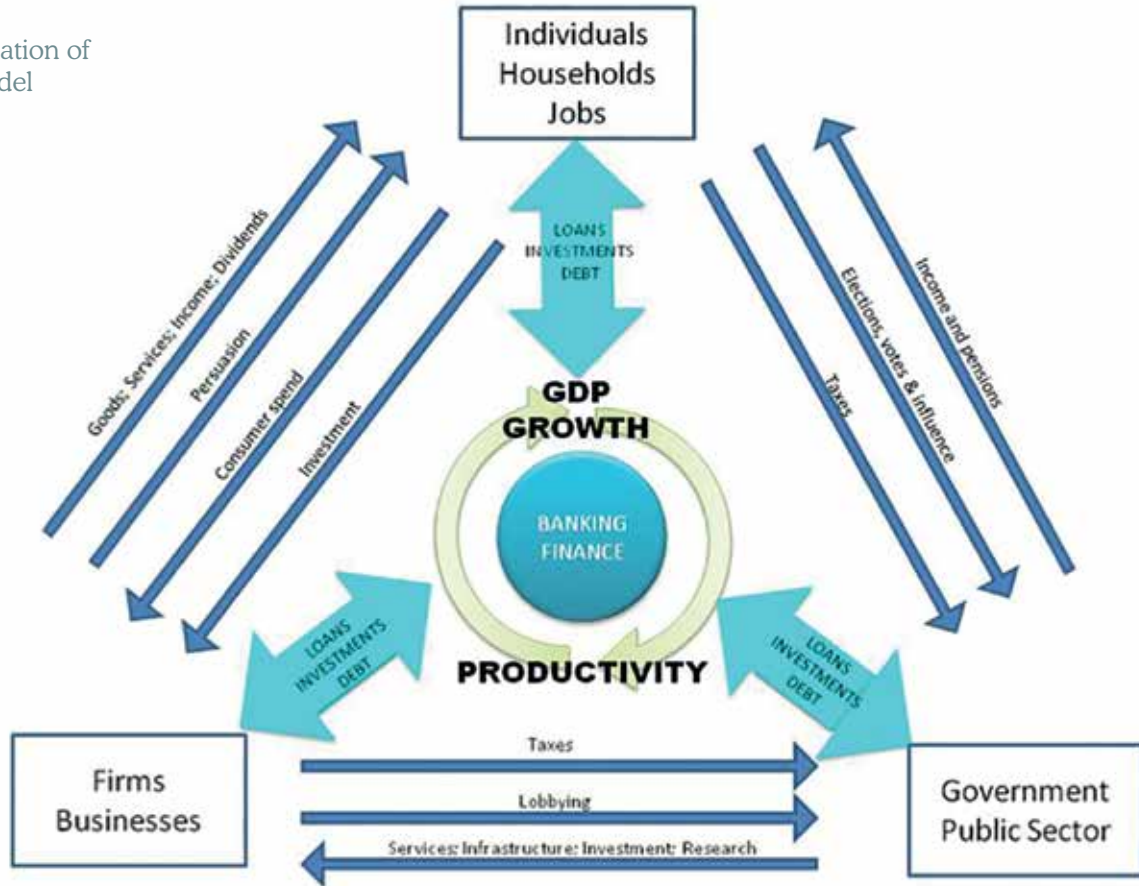 ation of
del
Individuals
Households
Jobs
Goods; Services; Income; Dividends
Persuasion
Consumer spend
Investment
LOANS
INVESTMENTS
DEBT
Taxes
Elections, votes & influence
Income and pensions
GDP
GROWTH
BANKING
FINANCE
PRODUCTIVITY
LOANS
INVESTMENTS
DEBT
LOANS
INVESTMENTS
DEBT
Firms
Businesses
Taxes
Lobbying
Services; Infrastructure; Investment; Research
Government
Public Sector